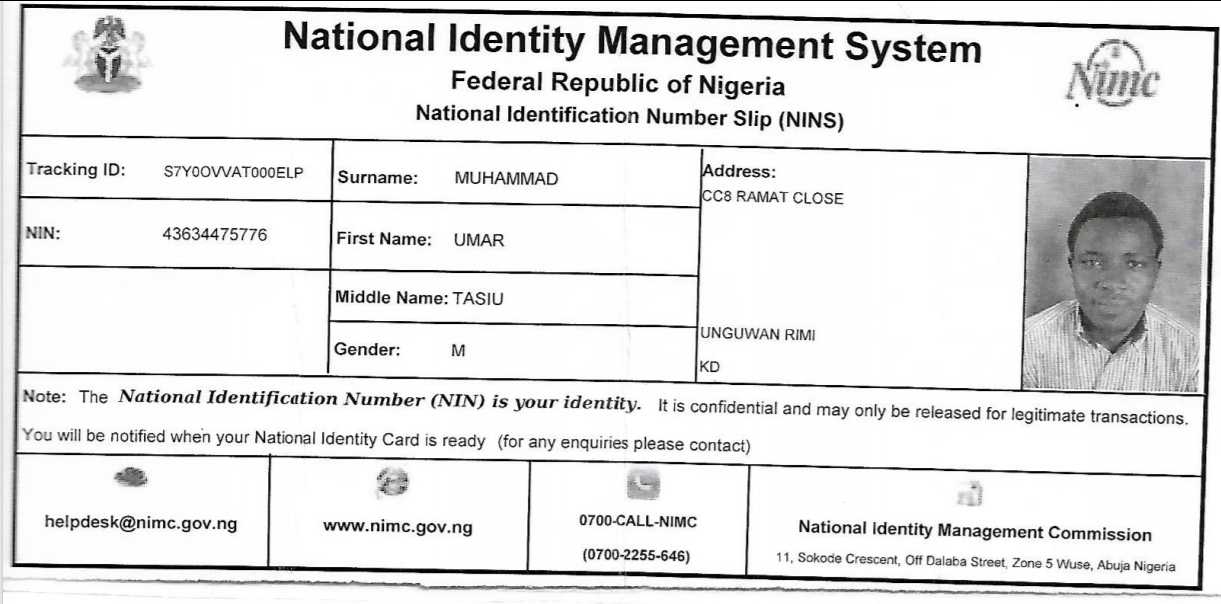 National Identity Management System
Federal Republic of Nigeria
National Identification Number Slip (NINS)
Nimc
Tracking ID: S7Y0OVVAT000ELP
NIN: 43634475776
Surname: MUHAMMAD
First Name: UMAR
Middle Name: TASIU
Gender: M
Address:
CC8 RAMAT CLOSE
UNGUWAN RIMI
KD
Note: The National Identification Number (NIN) is your identity. It is confidential and may only be released for legitimate transactions.
You will be notified when your National Identity Card is ready (for any enquiries please contact)
helpdesk@nimc.gov.ng
www.nimc.gov.ng
0700-CALL-NIMC
(0700-2255-646)
National Identity Management Commission
11, Sokode Crescent, Off Dalaba Street, Zone 5 Wuse, Abuja Nigeria